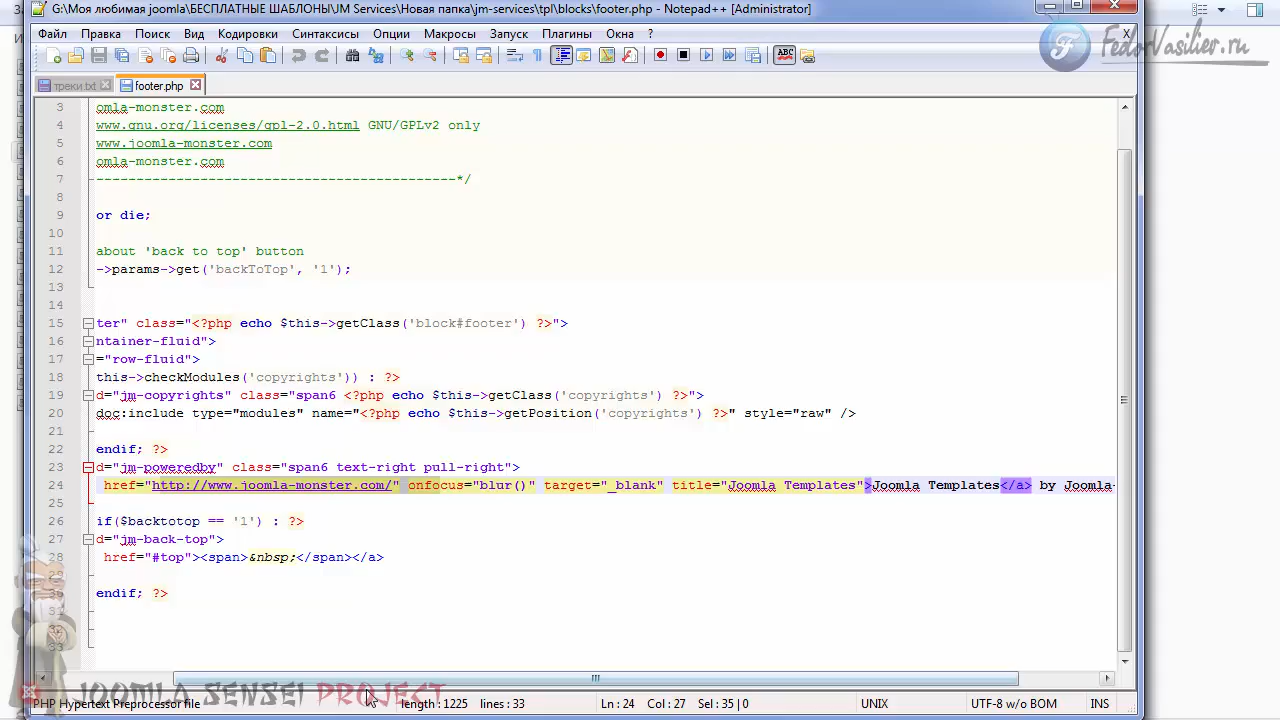 G:\Моя любимая joomla\БЕСПЛАТНЫЕ ШАБЛОНЫ\JM Services\Новая папка\jm-services\tpl\blocks\footer.php - Notepad++ [Administrator]
Файл Правка Поиск Вид Кодировки Синтаксисы Опции Макросы Запуск Плагины Окна ? X
FedorVasiliev.ru
треки.txt footer.php
3 omla-monster.com
4 www.gnu.org/licenses/gpl-2.0.html GNU/GPLv2 only
5 www.joomla-monster.com
6 omla-monster.com
7 ---------------------------------------------*/
8
9 or die;
10
11 about 'back to top' button
12 ->params->get('backToTop', '1');
13
14
15 ter" class="<?php echo $this->getClass('block#footer') ?>">
16 ntainer-fluid">
17 ="row-fluid">
18 this->checkModules('copyrights')) : ?>
19 d="jm-copyrights" class="span6 <?php echo $this->getClass('copyrights') ?>">
20 doc:include type="modules" name="<?php echo $this->getPosition('copyrights') ?>" style="raw" />
21
22 endif; ?>
23 d="jm-poweredby" class="span6 text-right pull-right">
24 href="http://www.joomla-monster.com/" onfocus="blur()" target="_blank" title="Joomla Templates">Joomla Templates</a> by Joomla-
25
26 if($backtotop == '1') : ?>
27 d="jm-back-top">
28 href="#top"><span>&nbsp;</span></a>
29
30 endif; ?>
31
33
JOOMLA SENSEI PROJECT
PHP Hypertext Preprocessor file length : 1225 lines : 33 Ln : 24 Col : 27 Sel : 35 | 0 UNIX UTF-8 w/o BOM INS